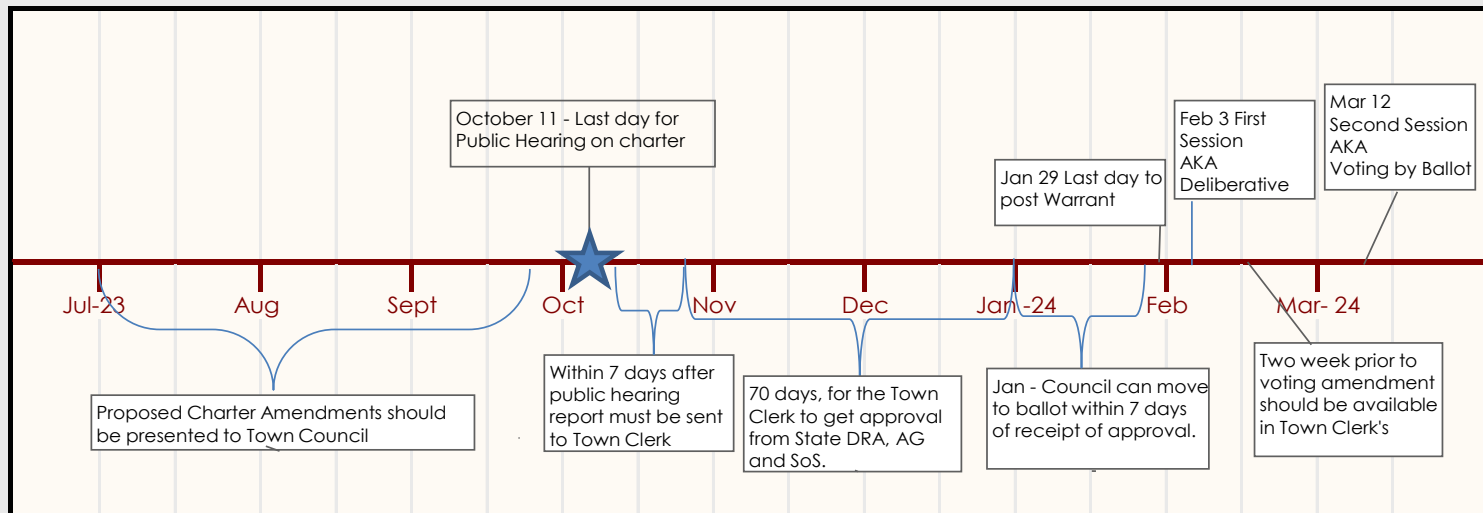 October 11 - Last day for
Public Hearing on charter
Jan 29 Last day to
post Warrant
Feb 3 First
Session
AKA
Deliberative
Mar 12
Second Session
AKA
Voting by Ballot
Jul-23
Aug
Sept
Oct
Nov
Dec
Jan -24
Feb
Mar- 24
Proposed Charter Amendments should
be presented to Town Council
Within 7 days after
public hearing
report must be sent
to Town Clerk
70 days, for the Town
Clerk to get approval
from State DRA, AG
and SoS.
Jan - Council can move
to ballot within 7 days
of receipt of approval.
Two week prior to
voting amendment
should be available
in Town Clerk's